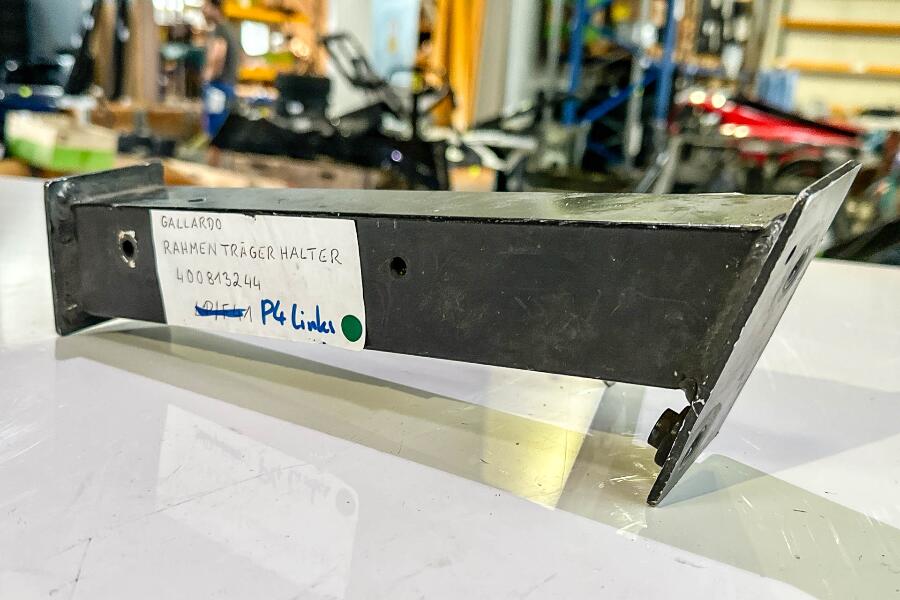 GALLARDO
RAHMEN TRÄGER HALTER
400813244
P4 Links